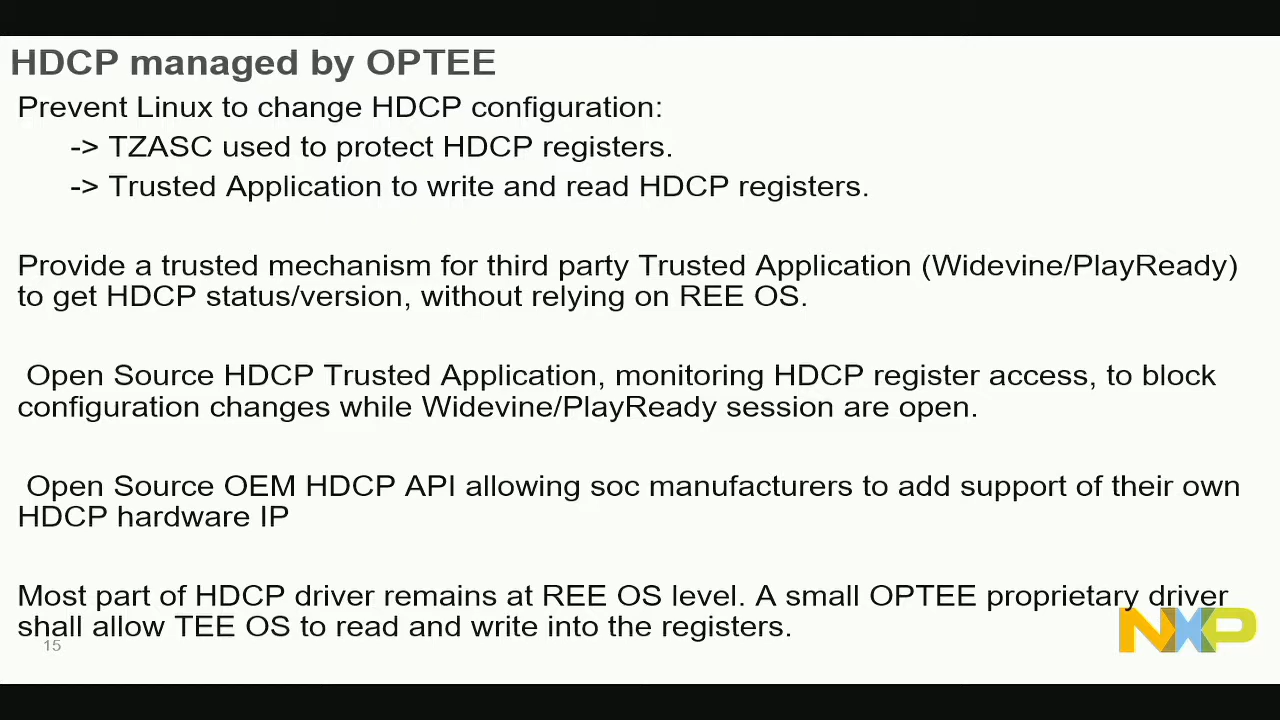 HDCP managed by OPTEE
Prevent Linux to change HDCP configuration:
-> TZASC used to protect HDCP registers.
-> Trusted Application to write and read HDCP registers.
Provide a trusted mechanism for third party Trusted Application (Widevine/PlayReady)
to get HDCP status/version, without relying on REE OS.
Open Source HDCP Trusted Application, monitoring HDCP register access, to block
configuration changes while Widevine/PlayReady session are open.
Open Source OEM HDCP API allowing soc manufacturers to add support of their own
HDCP hardware IP
Most part of HDCP driver remains at REE OS level. A small OPTEE proprietary driver
shall allow TEE OS to read and write into the registers.
15
NXP